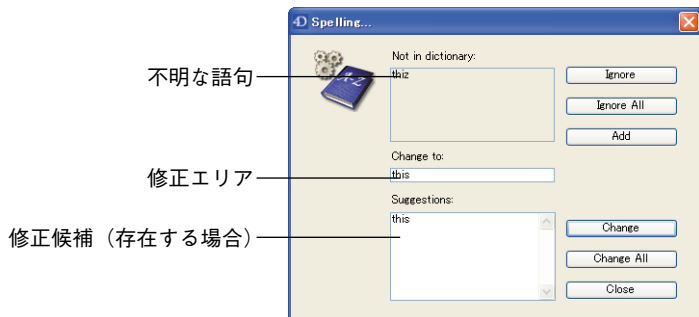 Spelling...
Not in dictionary:
不明な語句
thiz
Ignore
Ignore All
Add
Change to:
修正エリア
this
Suggestions:
修正候補（存在する場合）
this
Change
Change All
Close
A-Z
4D